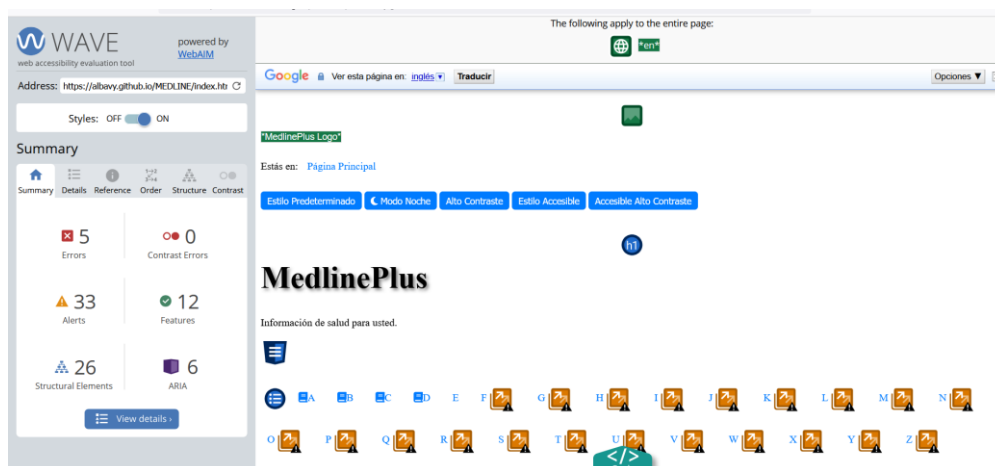 The following apply to the entire page:
*en*
WAVE
web accessibility evaluation tool
powered by
WebAIM
Address: https://albavy.github.io/MEDLINE/index.ht
Styles: OFF ON
Summary
Summary Details Reference Order Structure Contrast
5
Errors
0
Contrast Errors
33
Alerts
12
Features
26
Structural Elements
6
ARIA
View details ›
Google Ver esta página en: inglés ▼ Traducir Opciones ▼
*MedlinePlus Logo*
Estás en: Página Principal
Estilo Predeterminado Modo Noche Alto Contraste Estilo Accesible Accesible Alto Contraste
h1
MedlinePlus
Información de salud para usted.
A B C D E F G H I J K L M N
O P Q R S T U V W X Y Z
</>